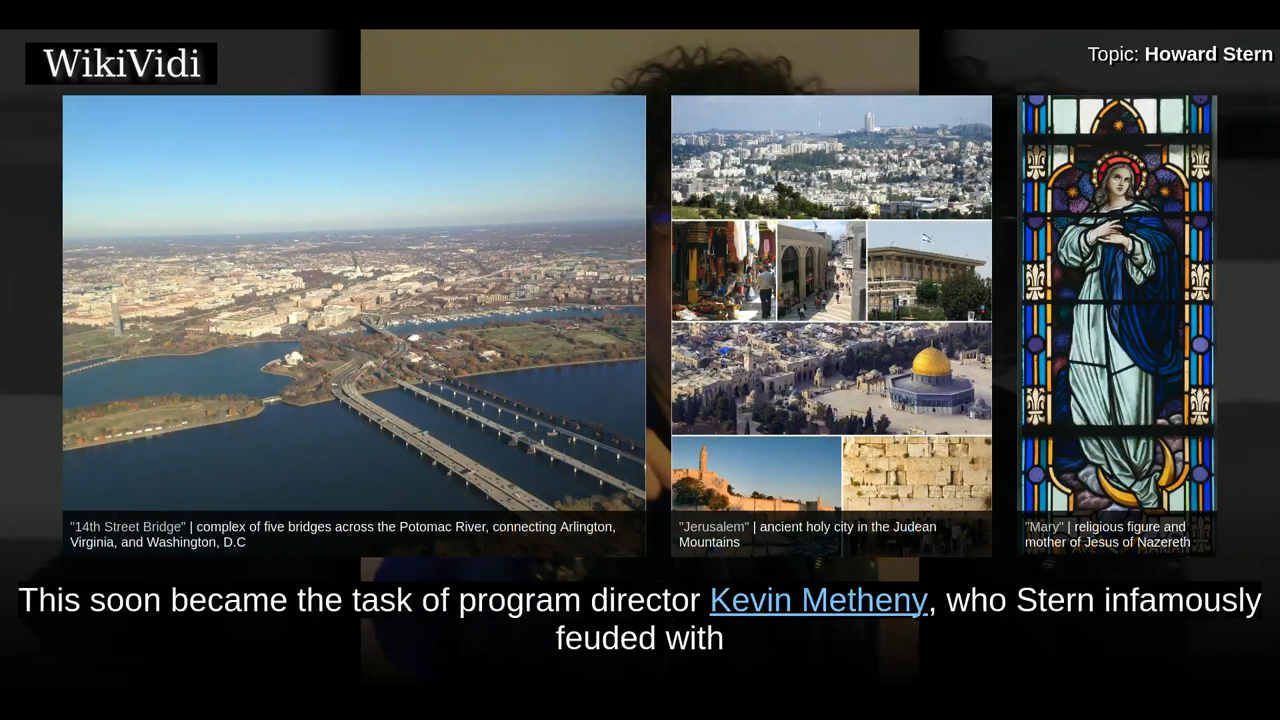 WikiVidi
Topic: Howard Stern
"14th Street Bridge" | complex of five bridges across the Potomac River, connecting Arlington,
Virginia, and Washington, D.C
"Jerusalem" | ancient holy city in the Judean
Mountains
"Mary" | religious figure and
mother of Jesus of Nazereth
This soon became the task of program director Kevin Metheny, who Stern infamously
feuded with